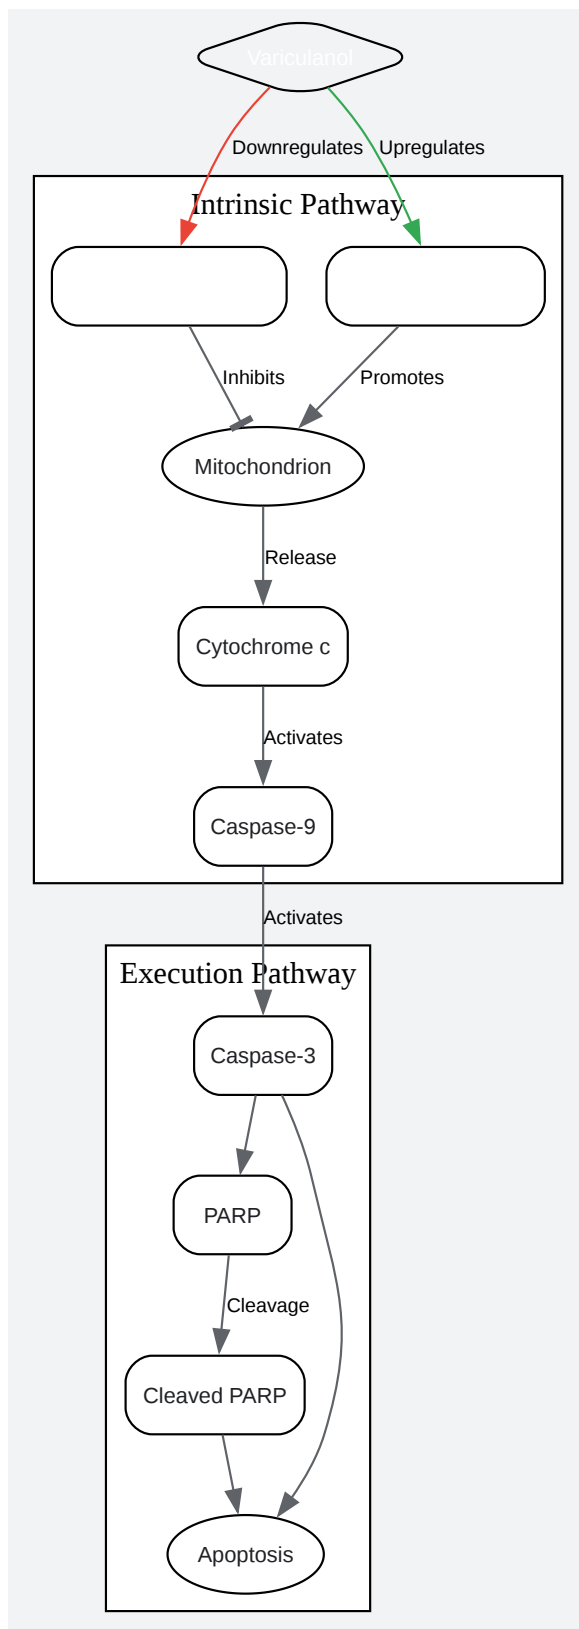 Variculanol
Downregulates
Upregulates
Intrinsic Pathway
Inhibits
Promotes
Mitochondrion
Release
Cytochrome c
Activates
Caspase-9
Activates
Execution Pathway
Caspase-3
PARP
Cleavage
Cleaved PARP
Apoptosis